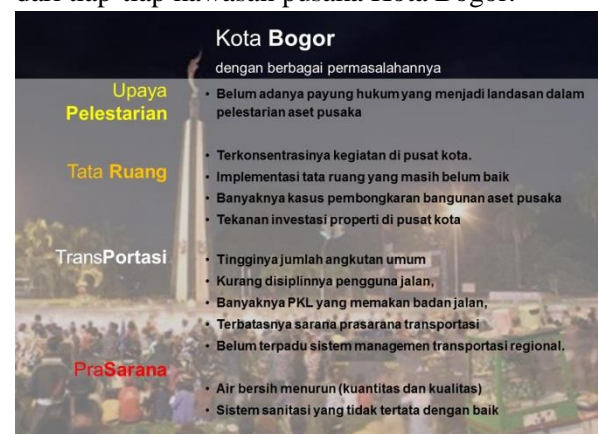 dari tiap-tiap kawasan pusaka Kota Bogor.
Kota Bogor
dengan berbagai permasalahannya
Upaya
Pelestarian
• Belum adanya payung hukum yang menjadi landasan dalam
pelestarian aset pusaka
Tata Ruang
• Terkonsentrasinya kegiatan di pusat kota.
• Implementasi tata ruang yang masih belum baik
• Banyaknya kasus pembongkaran bangunan aset pusaka
• Tekanan investasi properti di pusat kota
TransPortasi
• Tingginya jumlah angkutan umum
• Kurang disiplinnya pengguna jalan,
• Banyaknya PKL yang memakan badan jalan,
• Terbatasnya sarana prasarana transportasi
• Belum terpadu sistem managemen transportasi regional.
PraSarana
• Air bersih menurun (kuantitas dan kualitas)
• Sistem sanitasi yang tidak tertata dengan baik